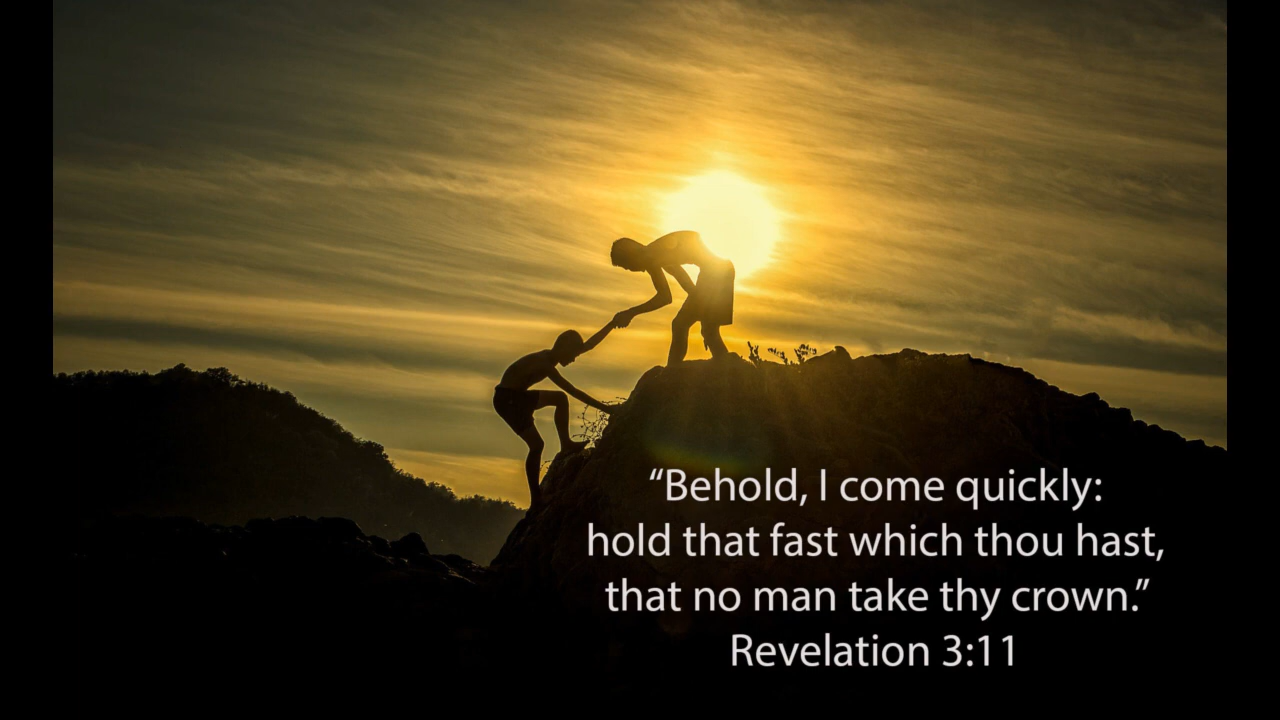 “Behold, I come quickly:
hold that fast which thou hast,
that no man take thy crown.”
Revelation 3:11